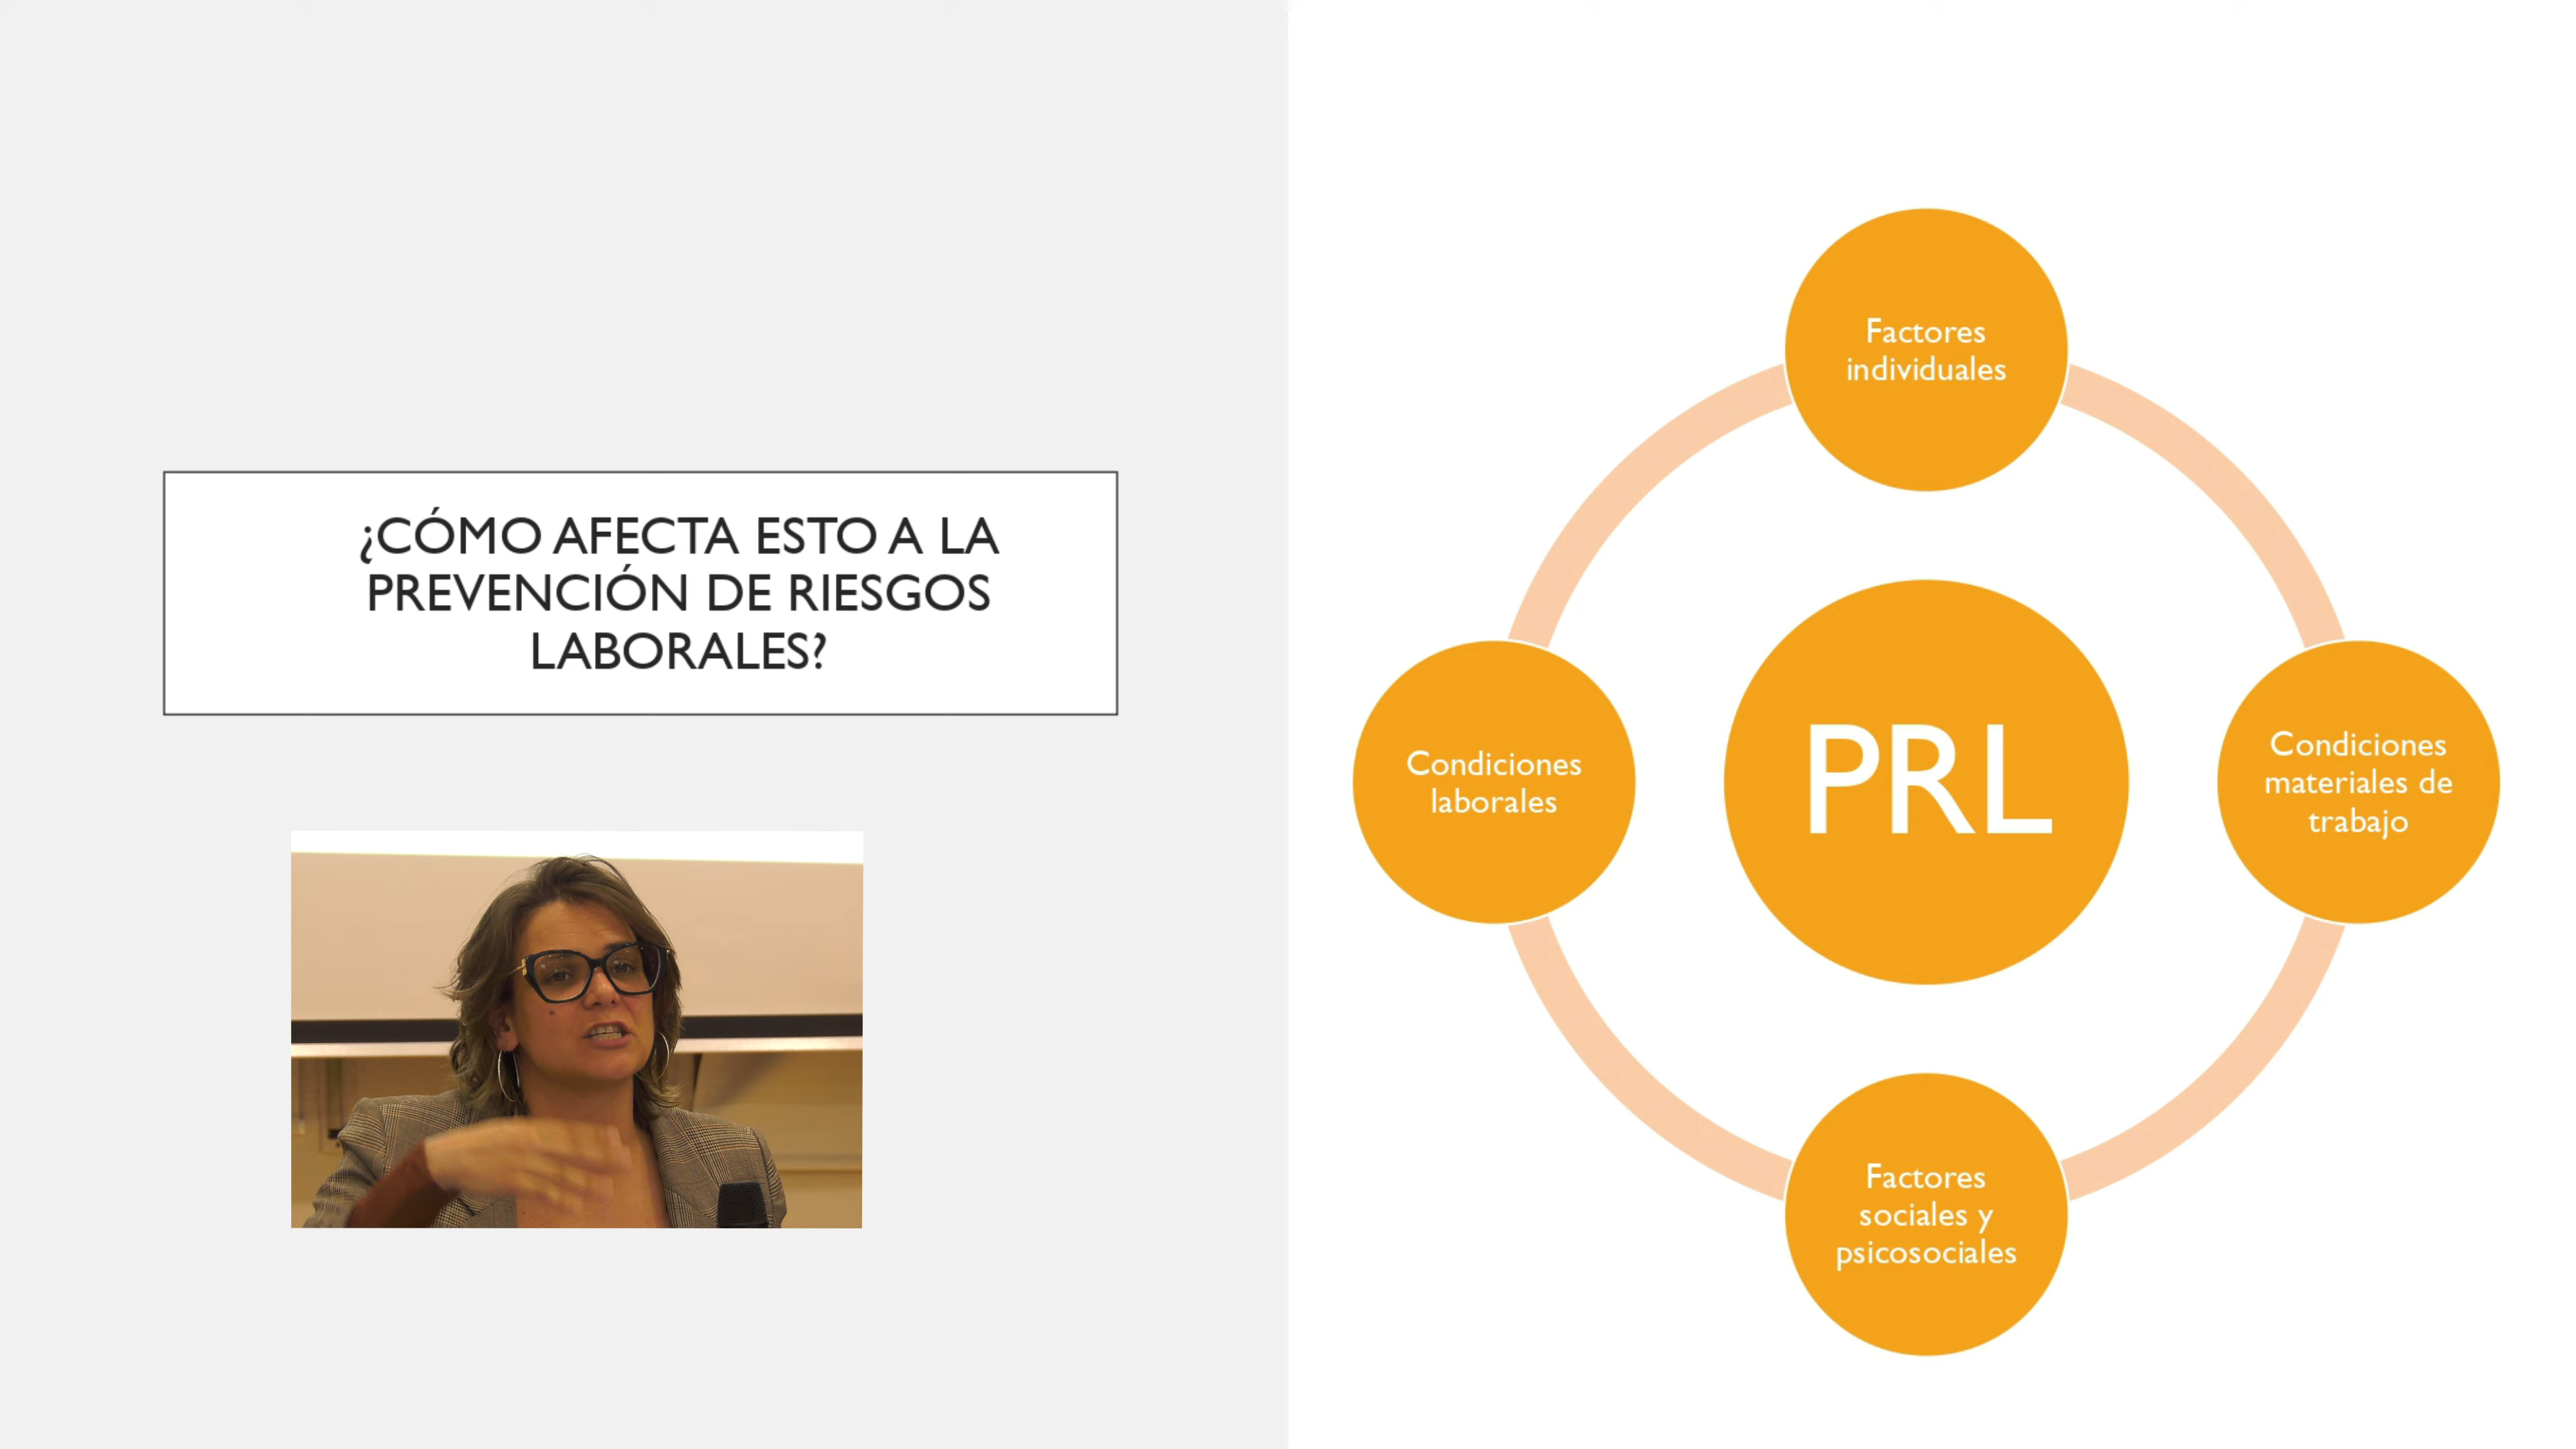 ¿CÓMO AFECTA ESTO A LA
PREVENCIÓN DE RIESGOS
LABORALES?
Factores
individuales
Condiciones
laborales
PRL
Condiciones
materiales de
trabajo
Factores
sociales y
psicosociales